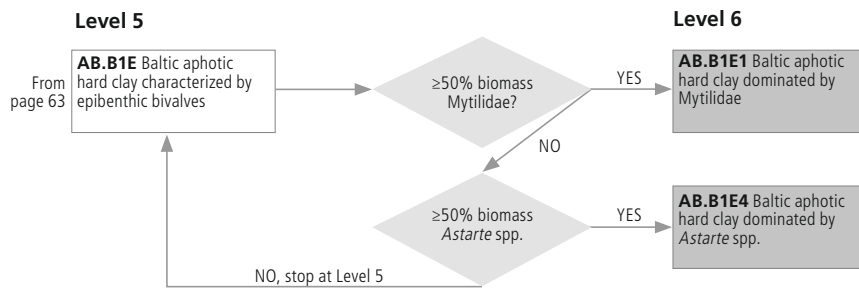 Level 5
Level 6
From
page 63
AB.B1E Baltic aphotic
hard clay characterized by
epibenthic bivalves
≥50% biomass
Mytilidae?
YES
AB.B1E1 Baltic aphotic
hard clay dominated by
Mytilidae
NO
≥50% biomass
Astarte spp.
YES
AB.B1E4 Baltic aphotic
hard clay dominated by
Astarte spp.
NO, stop at Level 5